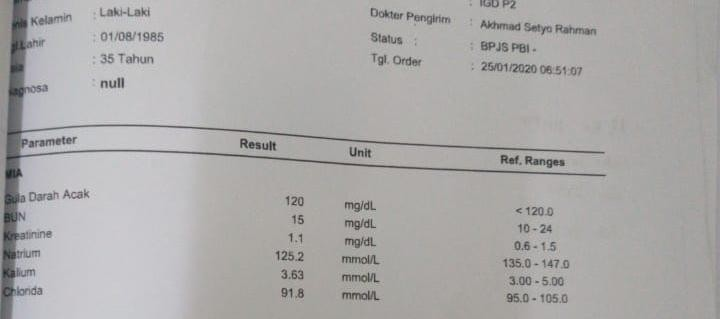 IGD P2
Kelamin : Laki-Laki
Dokter Pengirim : Akhmad Setyo Rahman
Lahir : 01/08/1985
Status : : BPJS PBI -
: 35 Tahun
Tgl. Order : 25/01/2020 06:51:07
: null
Parameter Result Unit Ref. Ranges
MIA
Gula Darah Acak 120 mg/dL < 120.0
BUN 15 mg/dL 10 - 24
Kreatinine 1.1 mg/dL 0.6 - 1.5
Natrium 125.2 mmol/L 135.0 - 147.0
Kalium 3.63 mmol/L 3.00 - 5.00
Chlorida 91.8 mmol/L 95.0 - 105.0